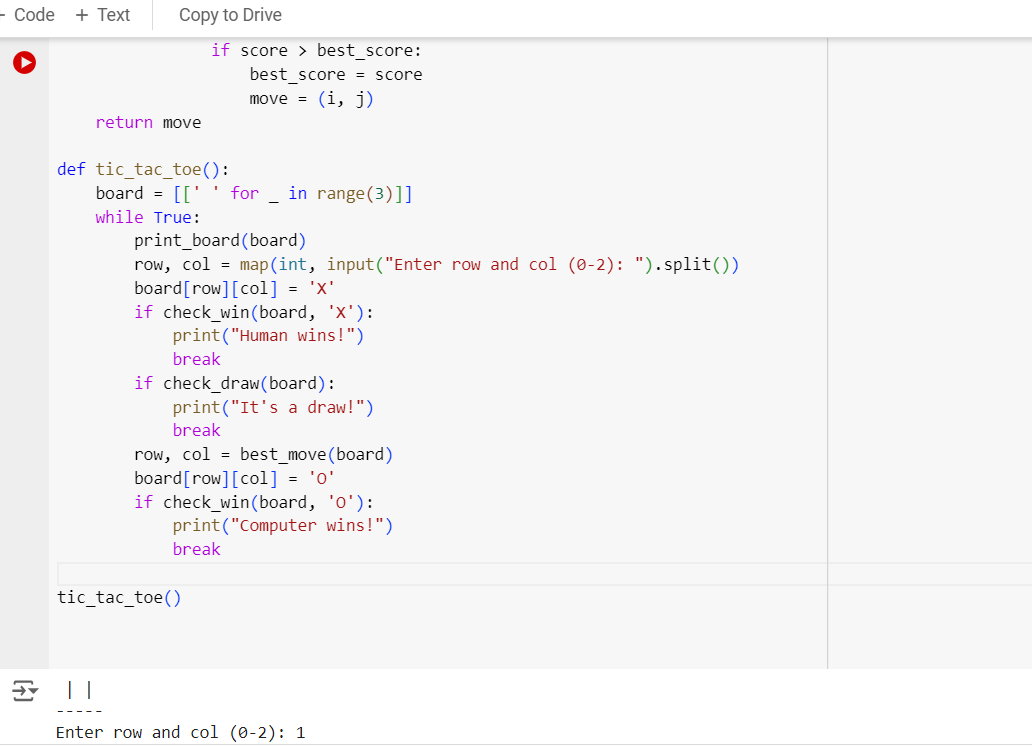 + Code + Text Copy to Drive
                if score > best_score:
                    best_score = score
                    move = (i, j)
    return move

def tic_tac_toe():
    board = [[' ' for _ in range(3)]]
    while True:
        print_board(board)
        row, col = map(int, input("Enter row and col (0-2): ").split())
        board[row][col] = 'X'
        if check_win(board, 'X'):
            print("Human wins!")
            break
        if check_draw(board):
            print("It's a draw!")
            break
        row, col = best_move(board)
        board[row][col] = 'O'
        if check_win(board, 'O'):
            print("Computer wins!")
            break

tic_tac_toe()
 | |
-----
Enter row and col (0-2): 1